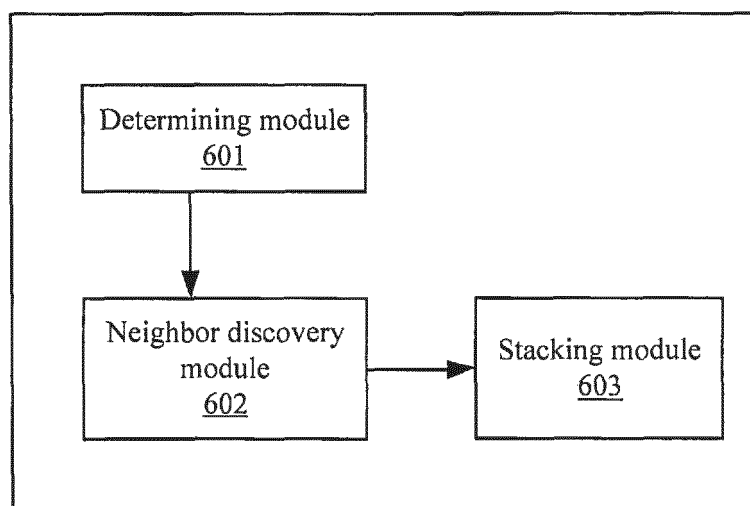 Determining module
601
Neighbor discovery
module
602
Stacking module
603